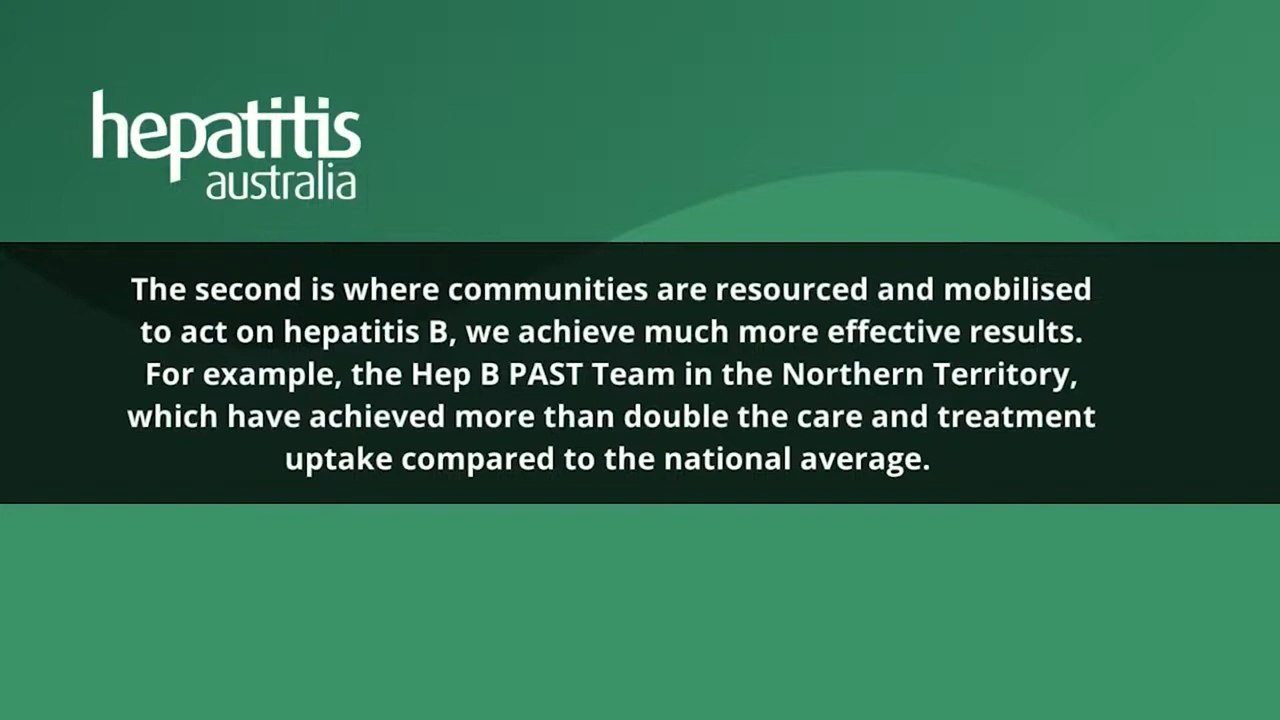 hepatitis
australia
The second is where communities are resourced and mobilised
to act on hepatitis B, we achieve much more effective results.
For example, the Hep B PAST Team in the Northern Territory,
which have achieved more than double the care and treatment
uptake compared to the national average.